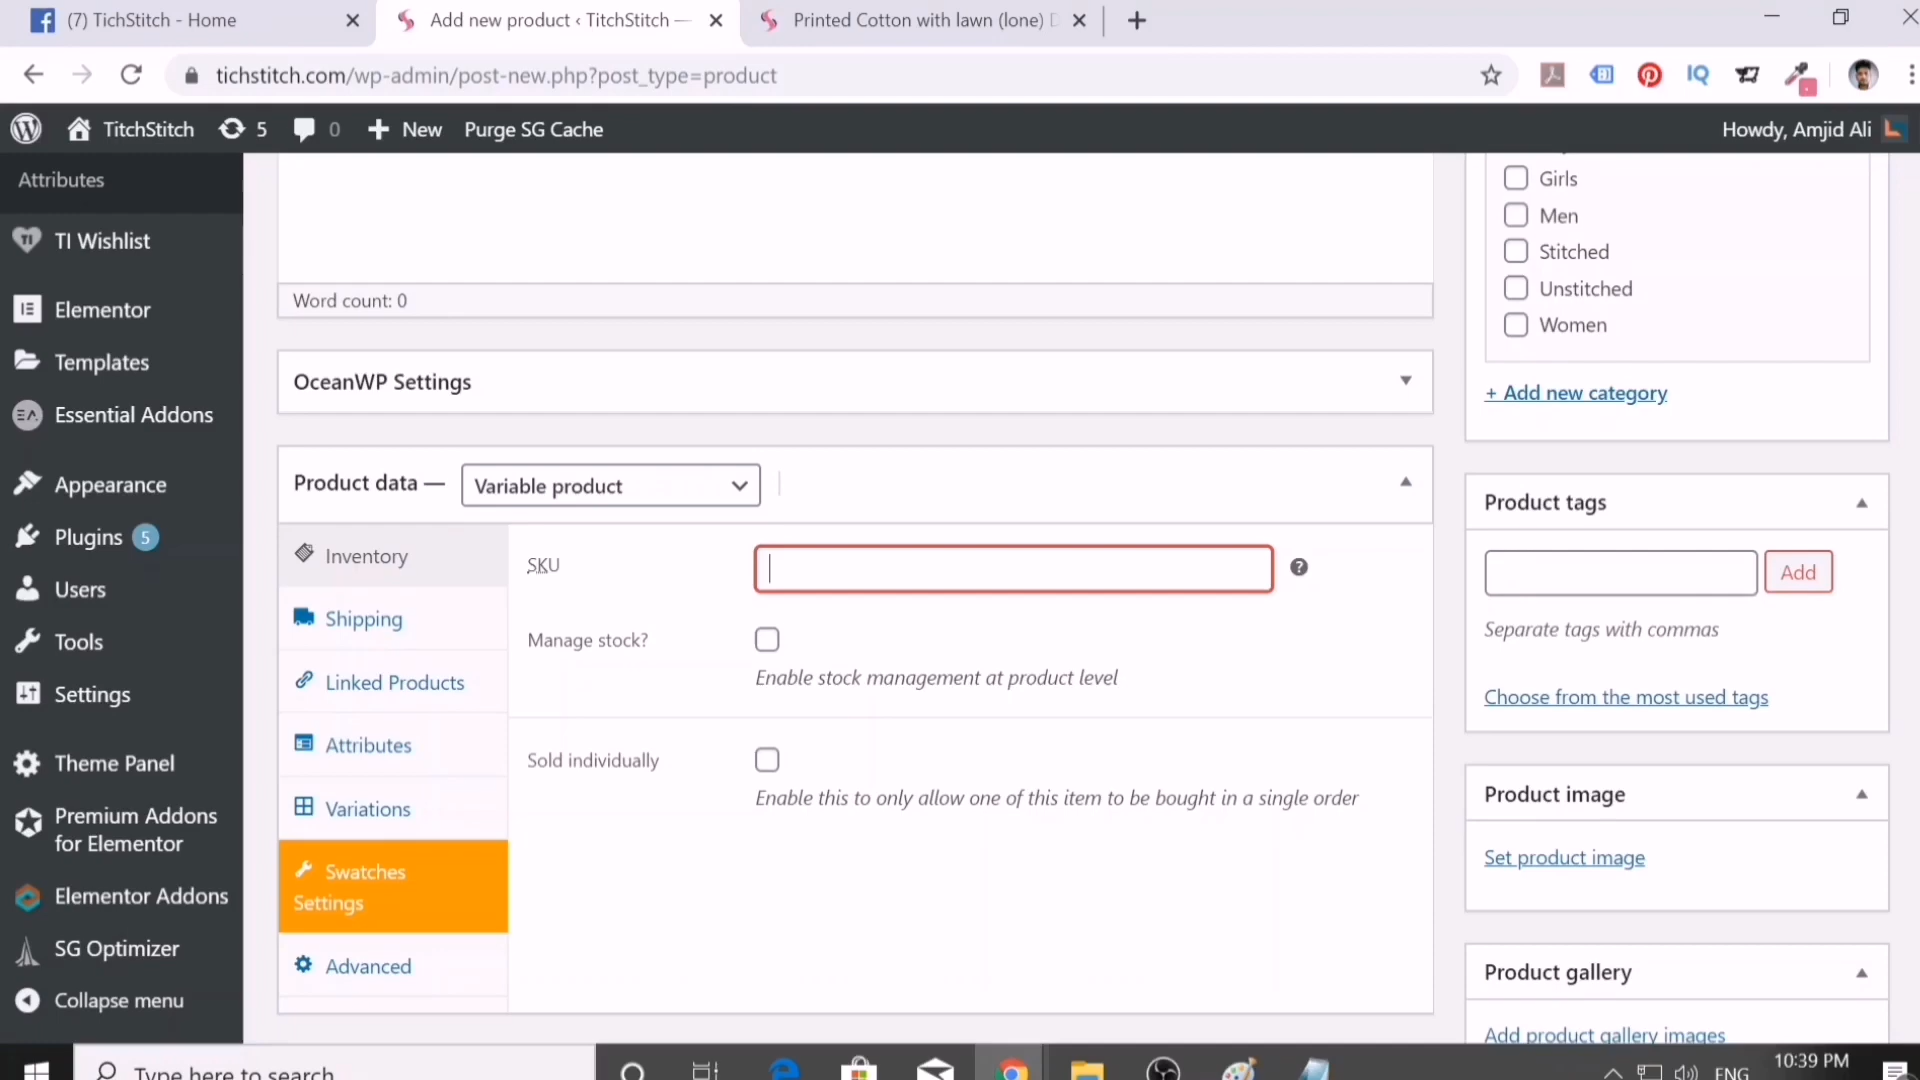 (7) TichStitch - Home
Add new product ‹ TitchStitch —
Printed Cotton with lawn (lone) D
tichstitch.com/wp-admin/post-new.php?post_type=product
IQ
TitchStitch
5
0
New
Purge SG Cache
Howdy, Amjid Ali
Attributes
TI Wishlist
Elementor
Templates
Essential Addons
Appearance
Plugins 5
Users
Tools
Settings
Theme Panel
Premium Addons
for Elementor
Elementor Addons
SG Optimizer
Collapse menu
Word count: 0
OceanWP Settings
Product data —
Variable product
Inventory
Shipping
Linked Products
Attributes
Variations
Swatches
Settings
Advanced
SKU
Manage stock?
Enable stock management at product level
Sold individually
Enable this to only allow one of this item to be bought in a single order
Girls
Men
Stitched
Unstitched
Women
+ Add new category
Product tags
Add
Separate tags with commas
Choose from the most used tags
Product image
Set product image
Product gallery
Add product gallery images
Type here to search
ENG
10:39 PM